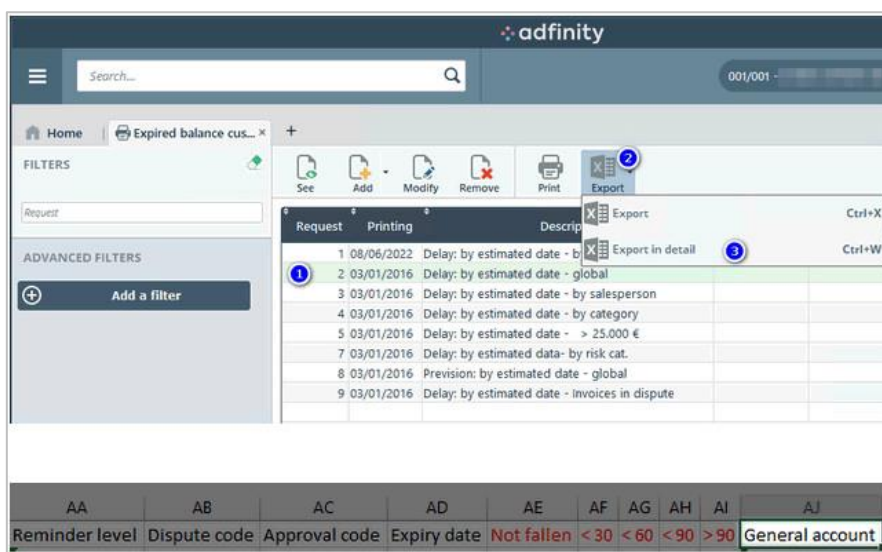 adfinity
Search...
001/001 -
Home
Expired balance cus... ×
+
FILTERS
Request
ADVANCED FILTERS
Add a filter
See Add Modify Remove Print Export
2
Export Ctrl+X
Export in detail 3 Ctrl+W
Request Printing Descrip
1 08/06/2022 Delay: by estimated date - b
1 2 03/01/2016 Delay: by estimated date - global
3 03/01/2016 Delay: by estimated date - by salesperson
4 03/01/2016 Delay: by estimated date - by category
5 03/01/2016 Delay: by estimated date - > 25.000 €
7 03/01/2016 Delay: by estimated data- by risk cat.
8 03/01/2016 Prevision: by estimated date - global
9 03/01/2016 Delay: by estimated date - Invoices in dispute
AA AB AC AD AE AF AG AH AI AJ
Reminder level Dispute code Approval code Expiry date Not fallen < 30 < 60 < 90 > 90 General account